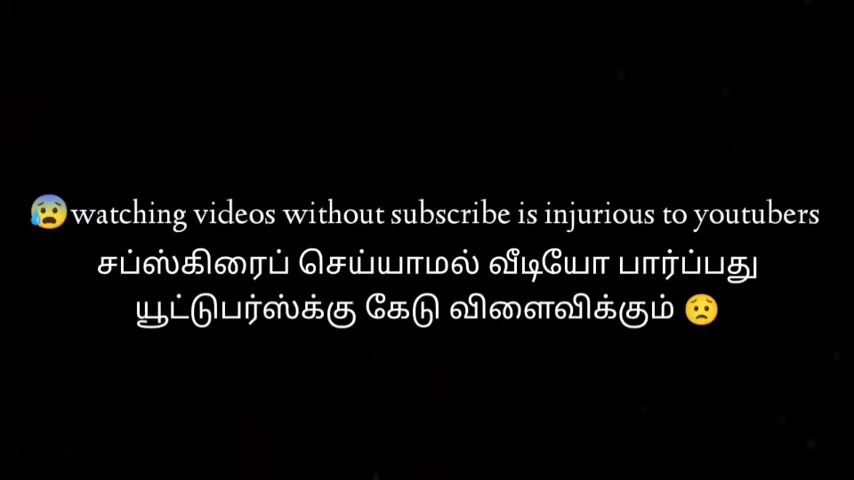 😰watching videos without subscribe is injurious to youtubers
சப்ஸ்கிரைப் செய்யாமல் வீடியோ பார்ப்பது
யூட்டுபர்ஸ்க்கு கேடு விளைவிக்கும் 😟